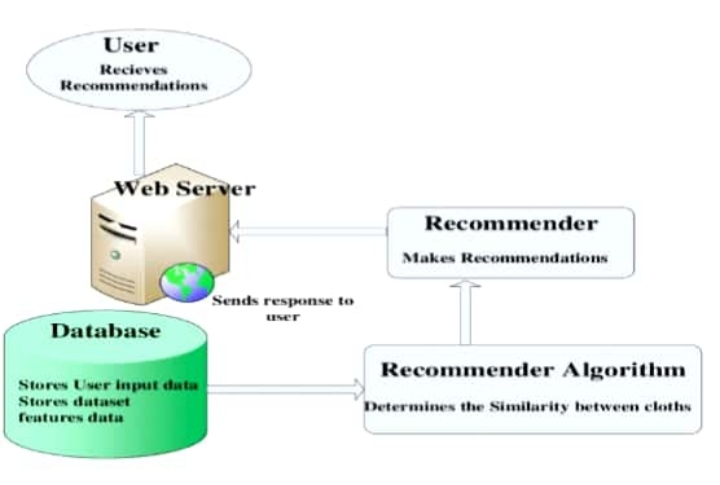 User
Recieves
Recommendations
Web Server
Recommender
Makes Recommendations
Sends response to
user
Database
Stores User input data
Stores dataset
features data
Recommender Algorithm
Determines the Similarity between cloths